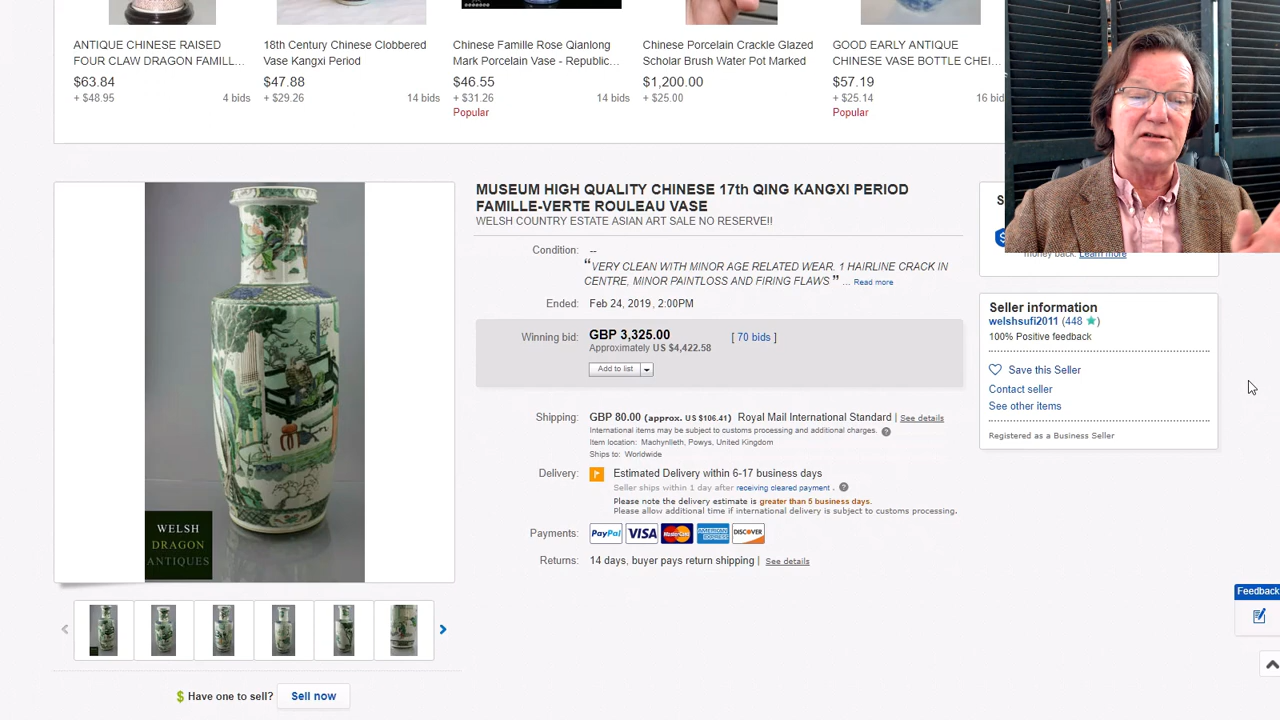 ANTIQUE CHINESE RAISED
FOUR CLAW DRAGON FAMILL...
$63.84
+ $48.95
4 bids
18th Century Chinese Clobbered
Vase Kangxi Period
$47.88
+ $29.26
14 bids
Chinese Famille Rose Qianlong
Mark Porcelain Vase - Republic...
$46.55
+ $31.26
14 bids
Popular
Chinese Porcelain Crackle Glazed
Scholar Brush Water Pot Marked
$1,200.00
+ $25.00
GOOD EARLY ANTIQUE
CHINESE VASE BOTTLE CHEI...
$57.19
+ $25.14
16 bids
Popular
WELSH
DRAGON
ANTIQUES
$ Have one to sell? Sell now
MUSEUM HIGH QUALITY CHINESE 17th QING KANGXI PERIOD
FAMILLE-VERTE ROULEAU VASE
WELSH COUNTRY ESTATE ASIAN ART SALE NO RESERVE!!
Condition: --
“VERY CLEAN WITH MINOR AGE RELATED WEAR. 1 HAIRLINE CRACK IN
CENTRE, MINOR PAINTLOSS AND FIRING FLAWS” ... Read more
Ended: Feb 24, 2019 , 2:00PM
Winning bid: GBP 3,325.00 [ 70 bids ]
Approximately US $4,422.58
Add to list
Shipping: GBP 80.00 (approx. US $106.41) Royal Mail International Standard | See details
International items may be subject to customs processing and additional charges.
Item location: Machynlleth, Powys, United Kingdom
Ships to: Worldwide
Delivery: Estimated Delivery within 6-17 business days
Seller ships within 1 day after receiving cleared payment .
Please note the delivery estimate is greater than 5 business days.
Please allow additional time if international delivery is subject to customs processing.
Payments: PayPal VISA MasterCard AMERICAN EXPRESS DISCOVER
Returns: 14 days, buyer pays return shipping | See details
money back. Learn more
Seller information
welshsufi2011 (448 ★)
100% Positive feedback
Save this Seller
Contact seller
See other items
Registered as a Business Seller
Feedback